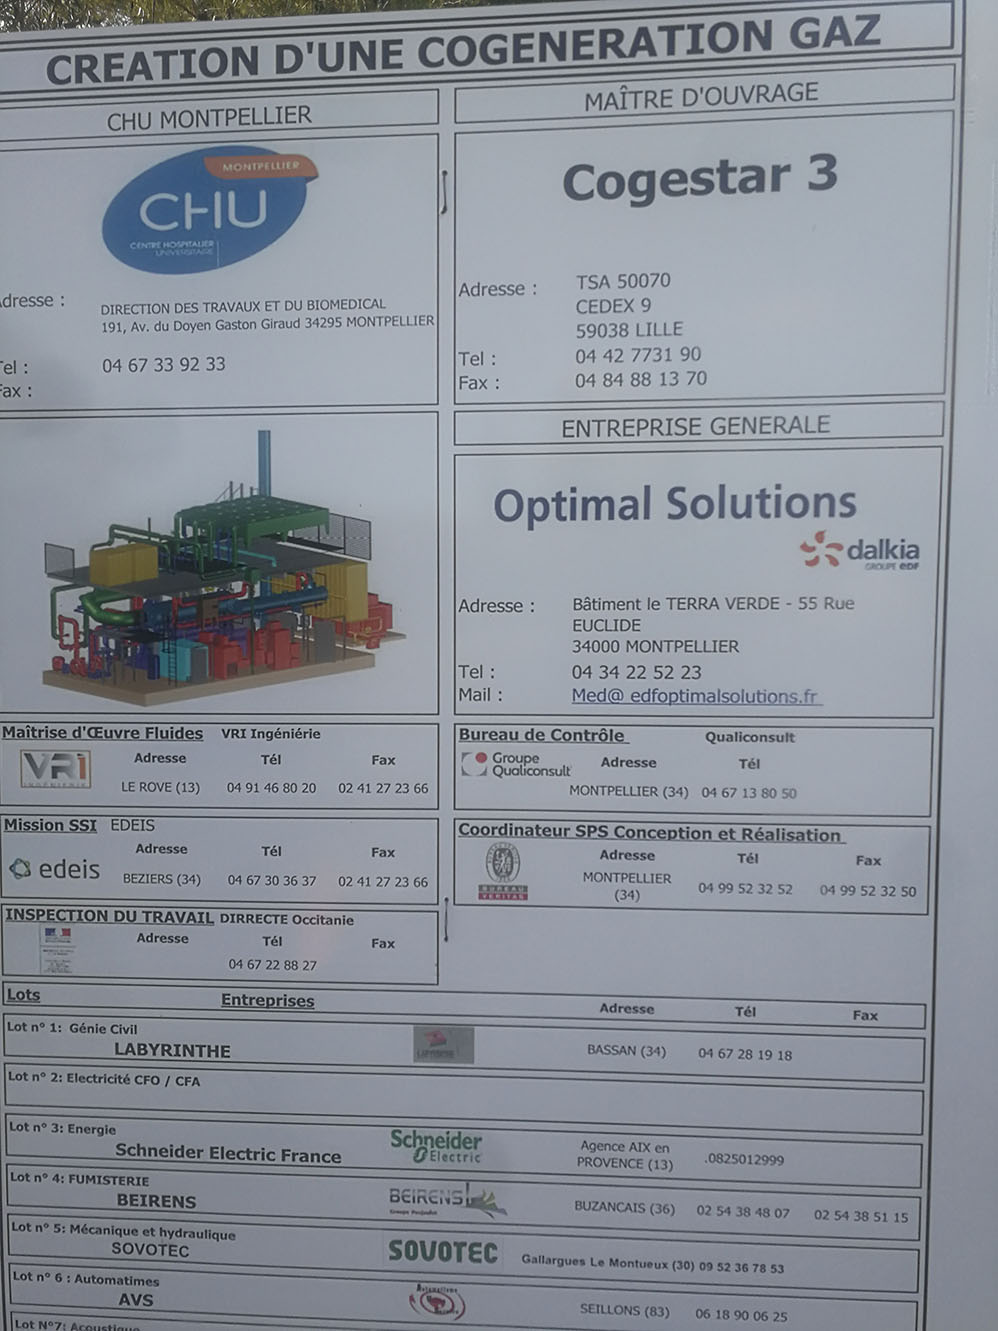 CREATION D'UNE COGENERATION GAZ
CHU MONTPELLIER
MONTPELLIER
CHU
CENTRE HOSPITALIER
UNIVERSITAIRE
dresse :
DIRECTION DES TRAVAUX ET DU BIOMEDICAL
191, Av. du Doyen Gaston Giraud 34295 MONTPELLIER
Tel :
04 67 33 92 33
Fax :
MAÎTRE D'OUVRAGE
Cogestar 3
Adresse :
TSA 50070
CEDEX 9
59038 LILLE
Tel :
04 42 7731 90
Fax :
04 84 88 13 70
ENTREPRISE GENERALE
Optimal Solutions
dalkia
GROUPE EDF
Adresse :
Bâtiment le TERRA VERDE - 55 Rue
EUCLIDE
34000 MONTPELLIER
Tel :
04 34 22 52 23
Mail :
Med@ edfoptimalsolutions.fr
Maîtrise d'Œuvre Fluides VRI Ingéniérie
VRi
INGENIERIE
Adresse Tél Fax
LE ROVE (13) 04 91 46 80 20 02 41 27 23 66
Bureau de Contrôle Qualiconsult
Groupe
Qualiconsult
Adresse Tél
MONTPELLIER (34) 04 67 13 80 50
Mission SSI EDEIS
edeis
Adresse Tél Fax
BEZIERS (34) 04 67 30 36 37 02 41 27 23 66
Coordinateur SPS Conception et Réalisation
BUREAU
VERITAS
Adresse Tél Fax
MONTPELLIER
(34)
04 99 52 32 52 04 99 52 32 50
INSPECTION DU TRAVAIL DIRRECTE Occitanie
Adresse Tél Fax
04 67 22 88 27
Lots Entreprises Adresse Tél Fax
Lot n° 1: Génie Civil
LABYRINTHE
LABYRINTHE
BASSAN (34) 04 67 28 19 18
Lot n° 2: Electricité CFO / CFA
Lot n° 3: Energie
Schneider Electric France
Schneider
Electric
Agence AIX en
PROVENCE (13)
.0825012999
Lot n° 4: FUMISTERIE
BEIRENS
BEIRENS
Groupe Poujoulat
BUZANCAIS (36) 02 54 38 48 07 02 54 38 51 15
Lot n° 5: Mécanique et hydraulique
SOVOTEC
SOVOTEC
Gallargues Le Montueux (30) 09 52 36 78 53
Lot n° 6 : Automatimes
AVS
SEILLONS (83) 06 18 90 06 25
Lot N°7: Acoustique